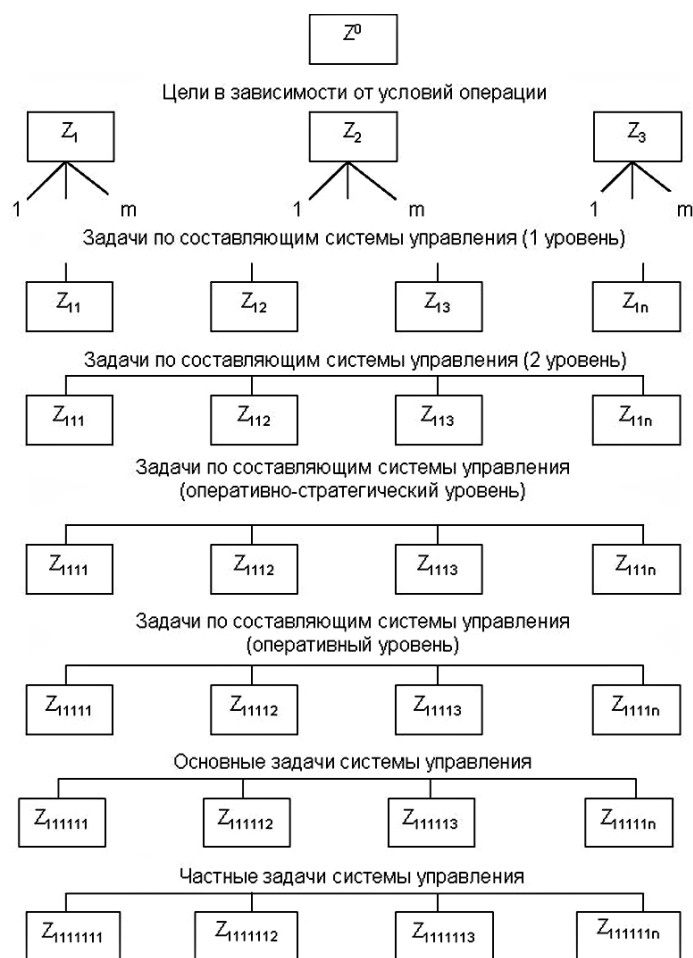 Z⁰
Цели в зависимости от условий операции
Z₁ Z₂ Z₃
1 m 1 m 1 m
Задачи по составляющим системы управления (1 уровень)
Z₁₁ Z₁₂ Z₁₃ Z₁ₙ
Задачи по составляющим системы управления (2 уровень)
Z₁₁₁ Z₁₁₂ Z₁₁₃ Z₁₁ₙ
Задачи по составляющим системы управления
(оперативно-стратегический уровень)
Z₁₁₁₁ Z₁₁₁₂ Z₁₁₁₃ Z₁₁₁ₙ
Задачи по составляющим системы управления
(оперативный уровень)
Z₁₁₁₁₁ Z₁₁₁₁₂ Z₁₁₁₁₃ Z₁₁₁₁ₙ
Основные задачи системы управления
Z₁₁₁₁₁₁ Z₁₁₁₁₁₂ Z₁₁₁₁₁₃ Z₁₁₁₁₁ₙ
Частные задачи системы управления
Z₁₁₁₁₁₁₁ Z₁₁₁₁₁₁₂ Z₁₁₁₁₁₁₃ Z₁₁₁₁₁₁ₙ